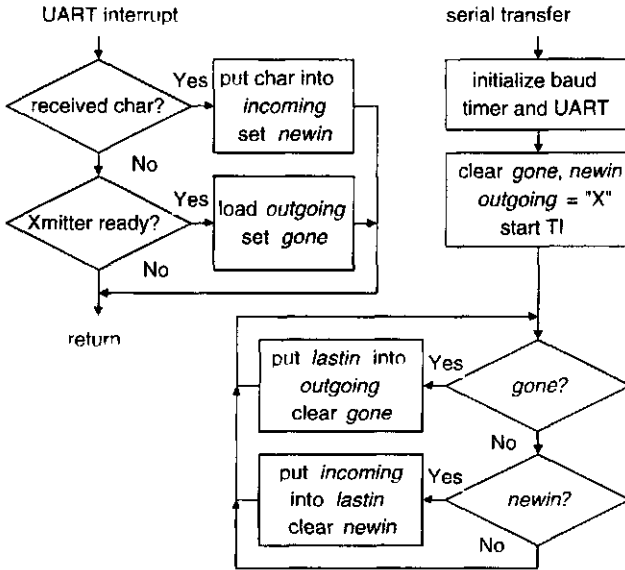 UART interrupt
received char?
Yes
put char into
incoming
set newin
No
Xmitter ready?
Yes
load outgoing
set gone
No
return
serial transfer
initialize baud
timer and UART
clear gone, newin
outgoing = "X"
start TI
gone?
Yes
put lastin into
outgoing
clear gone
No
newin?
Yes
put incoming
into lastin
clear newin
No